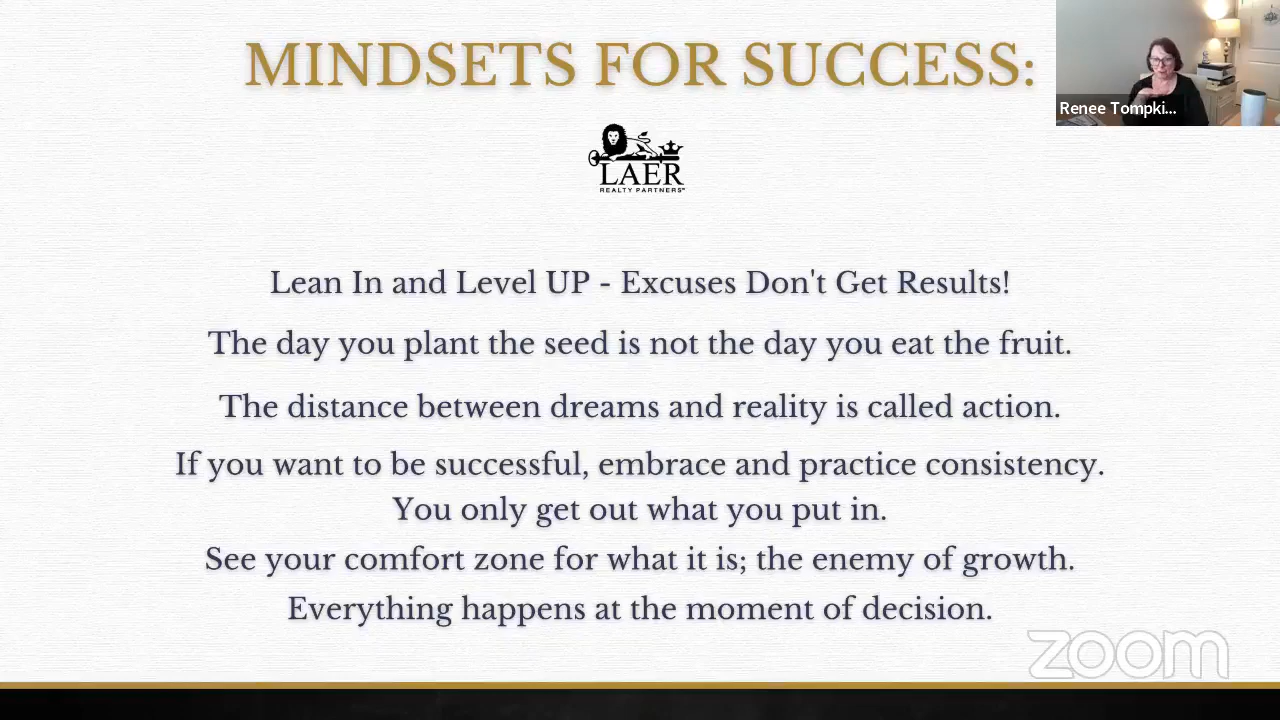 MINDSETS FOR SUCCESS:
Renee Tompki...
LAER
REALTY PARTNERS™
Lean In and Level UP - Excuses Don't Get Results!
The day you plant the seed is not the day you eat the fruit.
The distance between dreams and reality is called action.
If you want to be successful, embrace and practice consistency.
You only get out what you put in.
See your comfort zone for what it is; the enemy of growth.
Everything happens at the moment of decision.
zoom